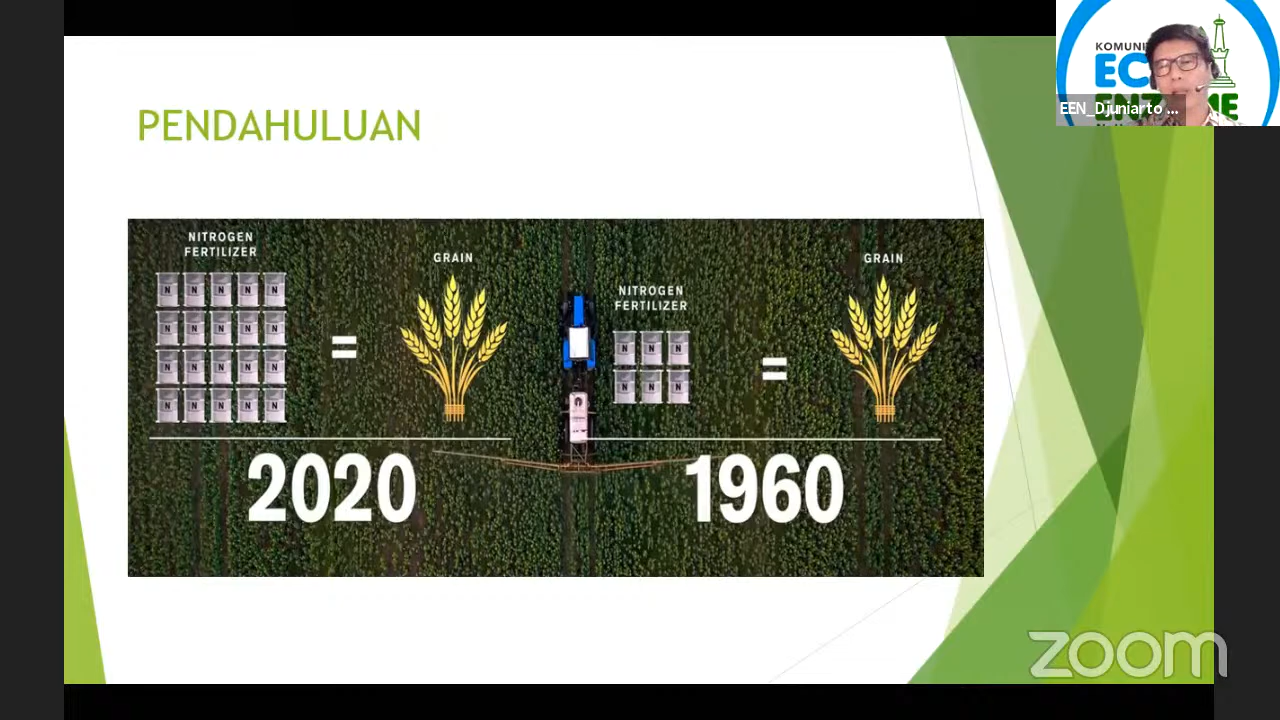 PENDAHULUAN
NITROGEN
FERTILIZER
N N N N N
N N N N N
N N N N N
N N N N N
=
GRAIN
2020
NITROGEN
FERTILIZER
N N N
N N N
=
GRAIN
1960
EEN_Djuniarto ...
zoom